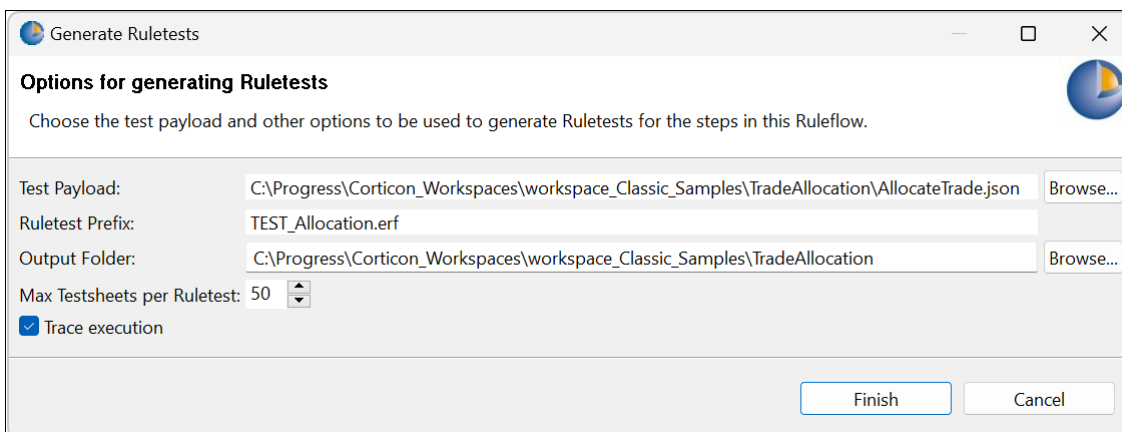 Generate Ruletests
Options for generating Ruletests
Choose the test payload and other options to be used to generate Ruletests for the steps in this Ruleflow.
Test Payload: C:\Progress\Corticon_Workspaces\workspace_Classic_Samples\TradeAllocation\AllocateTrade.json Browse...
Ruletest Prefix: TEST_Allocation.erf
Output Folder: C:\Progress\Corticon_Workspaces\workspace_Classic_Samples\TradeAllocation Browse...
Max Testsheets per Ruletest: 50
Trace execution
Finish Cancel